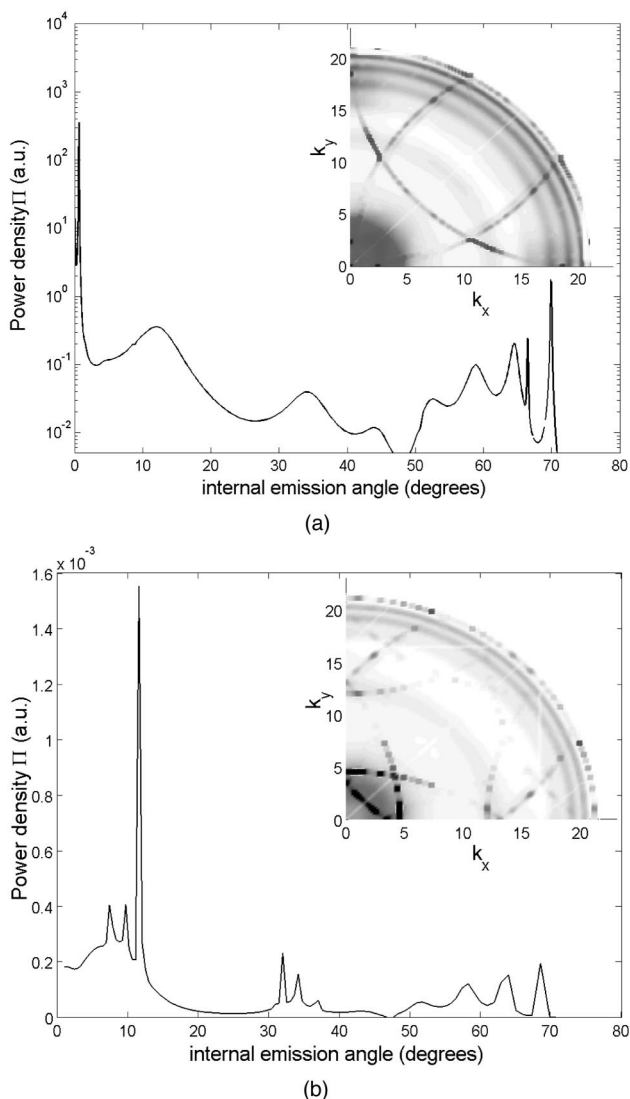 10⁴
10³
10²
10¹
10⁰
10⁻¹
10⁻²
Power density Π (a.u.)
0 10 20 30 40 50 60 70 80
internal emission angle (degrees)
20
15
10
5
0
k_y
0 5 10 15 20
k_x
(a)
x 10⁻³
1.6
1.4
1.2
1
0.8
0.6
0.4
0.2
0
Power density Π (a.u.)
0 10 20 30 40 50 60 70 80
internal emission angle (degrees)
20
15
10
5
0
k_y
0 5 10 15 20
k_x
(b)